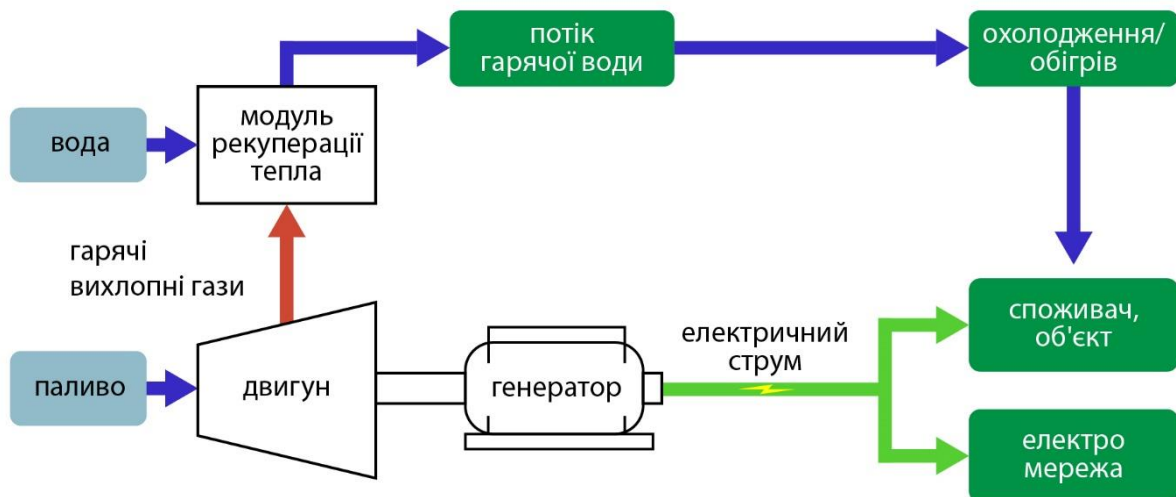 потік
гарячої води
охолодження/
обігрів
вода
модуль
рекуперації
тепла
гарячі
вихлопні гази
паливо
двигун
генератор
електричний
струм
споживач,
об'єкт
електро
мережа